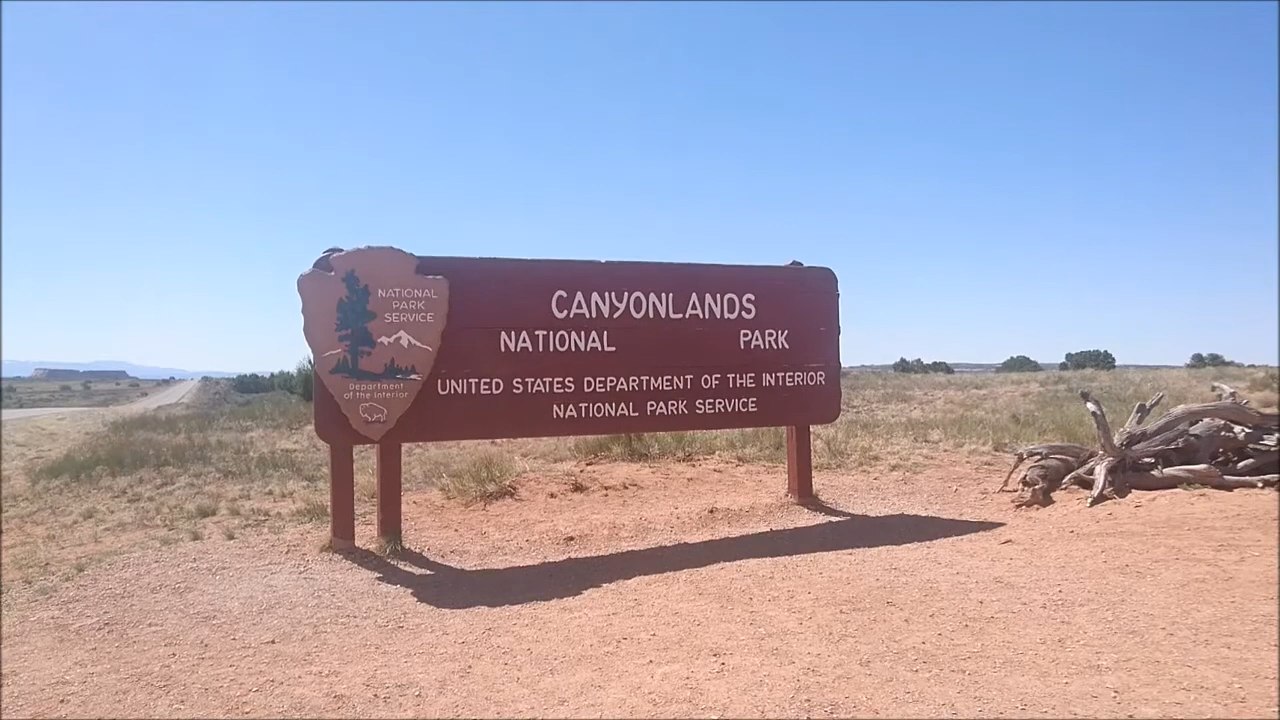 NATIONAL
PARK
SERVICE
Department
of the Interior
CANYONLANDS
NATIONAL PARK
UNITED STATES DEPARTMENT OF THE INTERIOR
NATIONAL PARK SERVICE